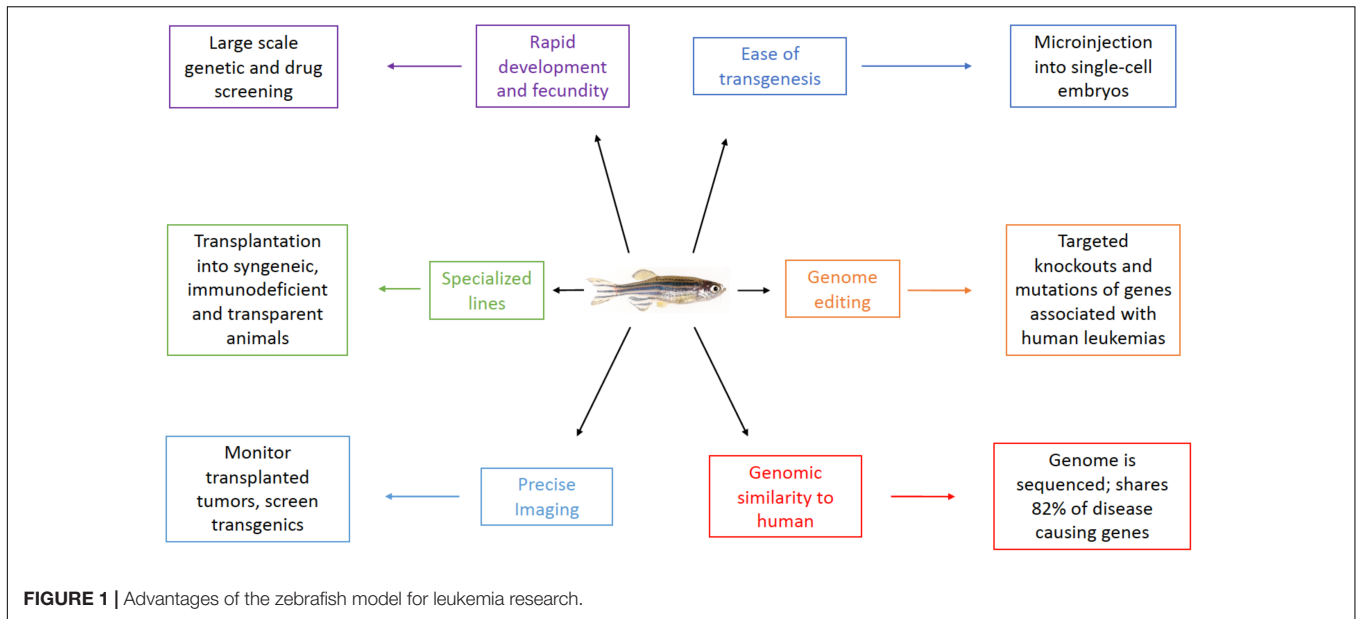 Large scale
genetic and drug
screening
Rapid
development
and fecundity
Ease of
transgenesis
Microinjection
into single-cell
embryos
Transplantation
into syngeneic,
immunodeficient
and transparent
animals
Specialized
lines
Genome
editing
Targeted
knockouts and
mutations of genes
associated with
human leukemias
Monitor
transplanted
tumors, screen
transgenics
Precise
Imaging
Genomic
similarity to
human
Genome is
sequenced; shares
82% of disease
causing genes
FIGURE 1 | Advantages of the zebrafish model for leukemia research.